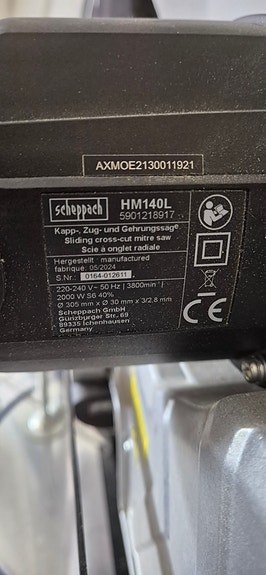 AXMOE2130011921
scheppach
HM140L
5901218917
Kapp-, Zug- und Gehrungssäge
Sliding cross-cut mitre saw
Scie à onglet radiale
Hergestellt · manufactured
fabriqué: 05/2024
S.Nr.: 0164-012611
220-240 V~ 50 Hz | 3800min⁻¹ |
2000 W S6 40%
Ø 305 mm x Ø 30 mm x 3/2.8 mm
Scheppach GmbH
Günzburger Str. 69
89335 Ichenhausen
Germany
CE